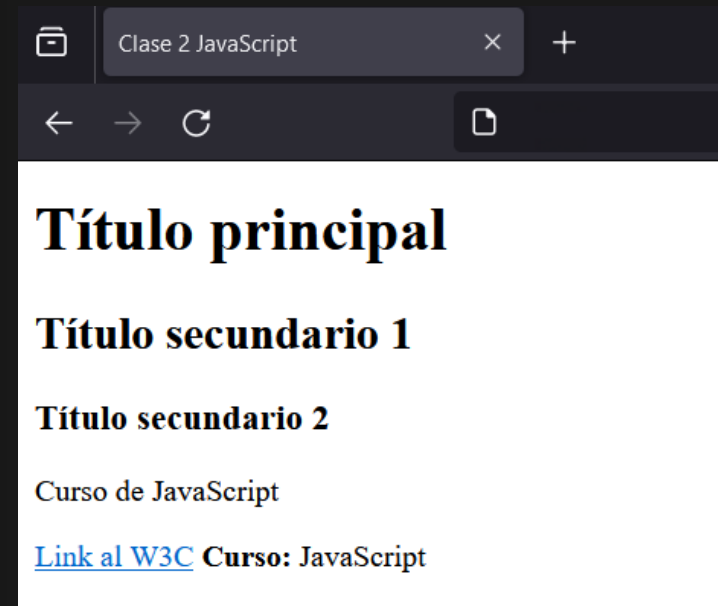 Clase 2 JavaScript
Título principal
Título secundario 1
Título secundario 2
Curso de JavaScript
Link al W3C Curso: JavaScript